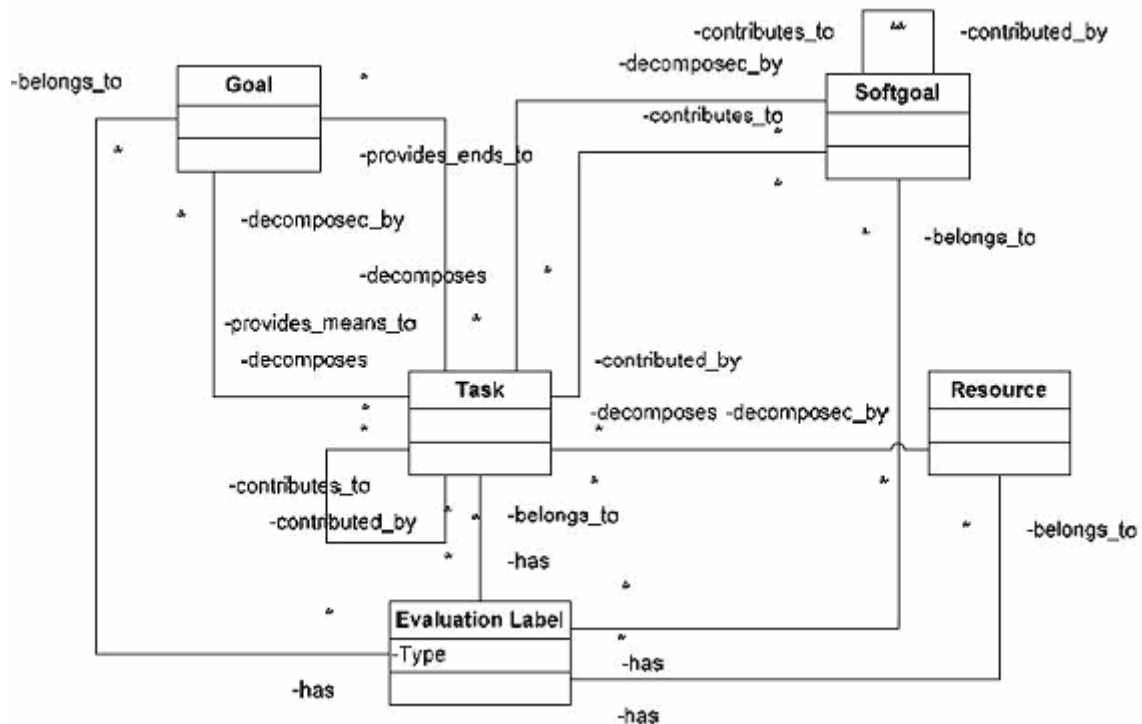 -contributes_to ** -contributed_by
-belongs_to Goal * -decomposec_by Softgoal
* -provides_ends_to -contributes_to *
* -decomposec_by * -belongs_to
-decomposes *
-provides_means_to *
-decomposes Task -contributed_by Resource
* -decomposes -decomposec_by
* *
-contributes_to * *
-contributed_by * * -belongs_to * -belongs_to
* -has *
* Evaluation Label *
-Type -has
-has -has